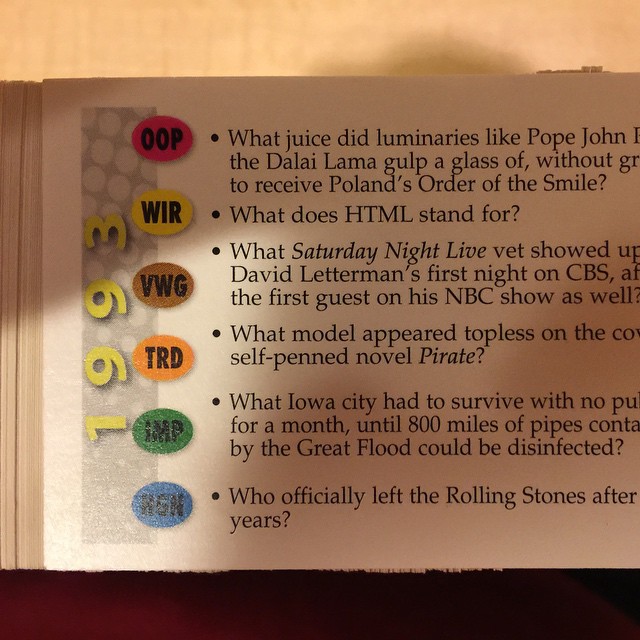 1993
OOP • What juice did luminaries like Pope John
the Dalai Lama gulp a glass of, without
to receive Poland's Order of the Smile?
WIR • What does HTML stand for?
• What Saturday Night Live vet showed up
VWG David Letterman's first night on CBS,
the first guest on his NBC show as well?
• What model appeared topless on the
TRD self-penned novel Pirate?
• What Iowa city had to survive with no
IMP for a month, until 800 miles of pipes
by the Great Flood could be disinfected?
HGN • Who officially left the Rolling Stones after
years?